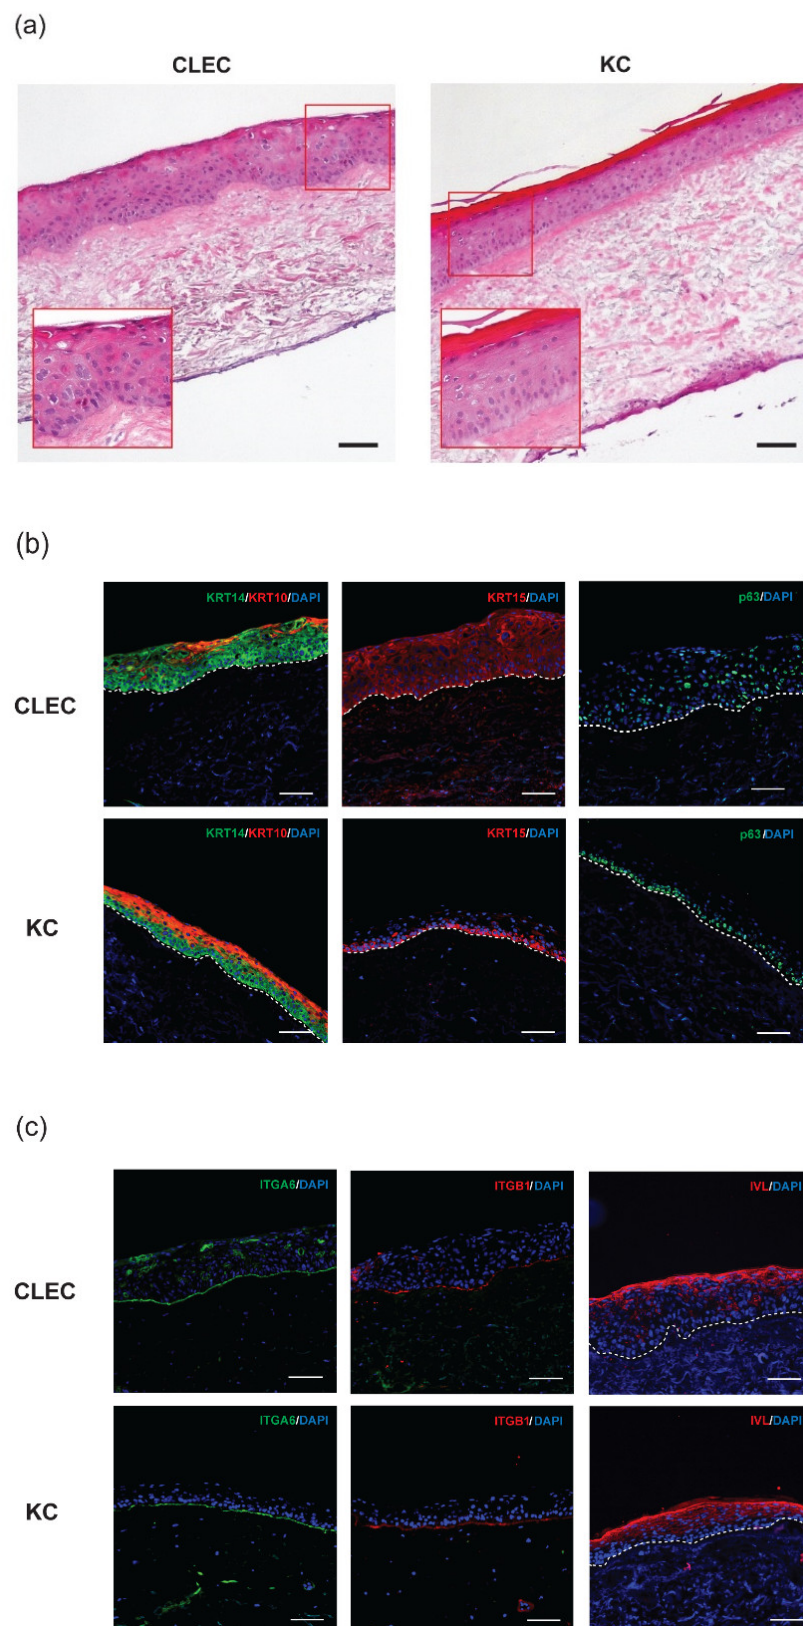 (a)
CLEC KC
(b)
KRT14/KRT10/DAPI KRT15/DAPI p63/DAPI
CLEC
KRT14/KRT10/DAPI KRT15/DAPI p63/DAPI
KC
(c)
ITGA6/DAPI ITGB1/DAPI IVL/DAPI
CLEC
ITGA6/DAPI ITGB1/DAPI IVL/DAPI
KC